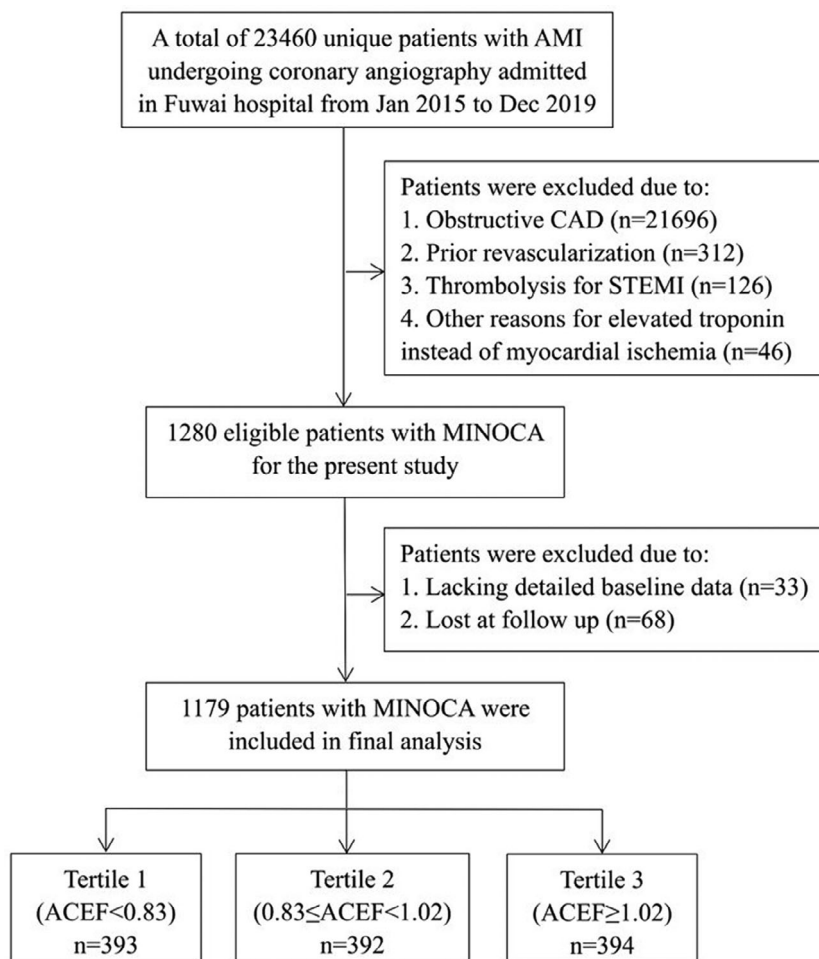 A total of 23460 unique patients with AMI
undergoing coronary angiography admitted
in Fuwai hospital from Jan 2015 to Dec 2019
Patients were excluded due to:
1. Obstructive CAD (n=21696)
2. Prior revascularization (n=312)
3. Thrombolysis for STEMI (n=126)
4. Other reasons for elevated troponin
instead of myocardial ischemia (n=46)
1280 eligible patients with MINOCA
for the present study
Patients were excluded due to:
1. Lacking detailed baseline data (n=33)
2. Lost at follow up (n=68)
1179 patients with MINOCA were
included in final analysis
Tertile 1
(ACEF<0.83)
n=393
Tertile 2
(0.83≤ACEF<1.02)
n=392
Tertile 3
(ACEF≥1.02)
n=394